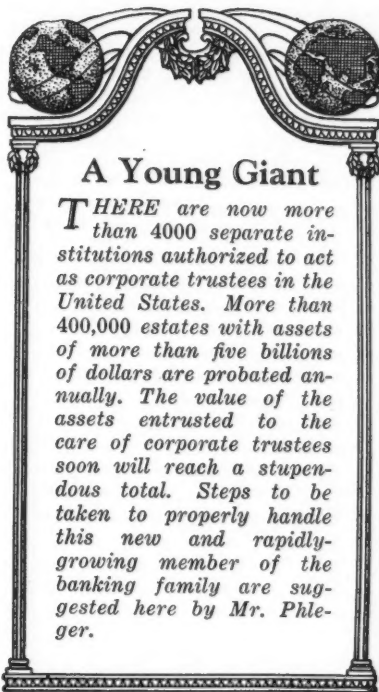 A Young Giant
THERE are now more
than 4000 separate in-
stitutions authorized to act
as corporate trustees in the
United States. More than
400,000 estates with assets
of more than five billions
of dollars are probated an-
nually. The value of the
assets entrusted to the
care of corporate trustees
soon will reach a stupen-
dous total. Steps to be
taken to properly handle
this new and rapidly-
growing member of the
banking family are sug-
gested here by Mr. Phle-
ger.